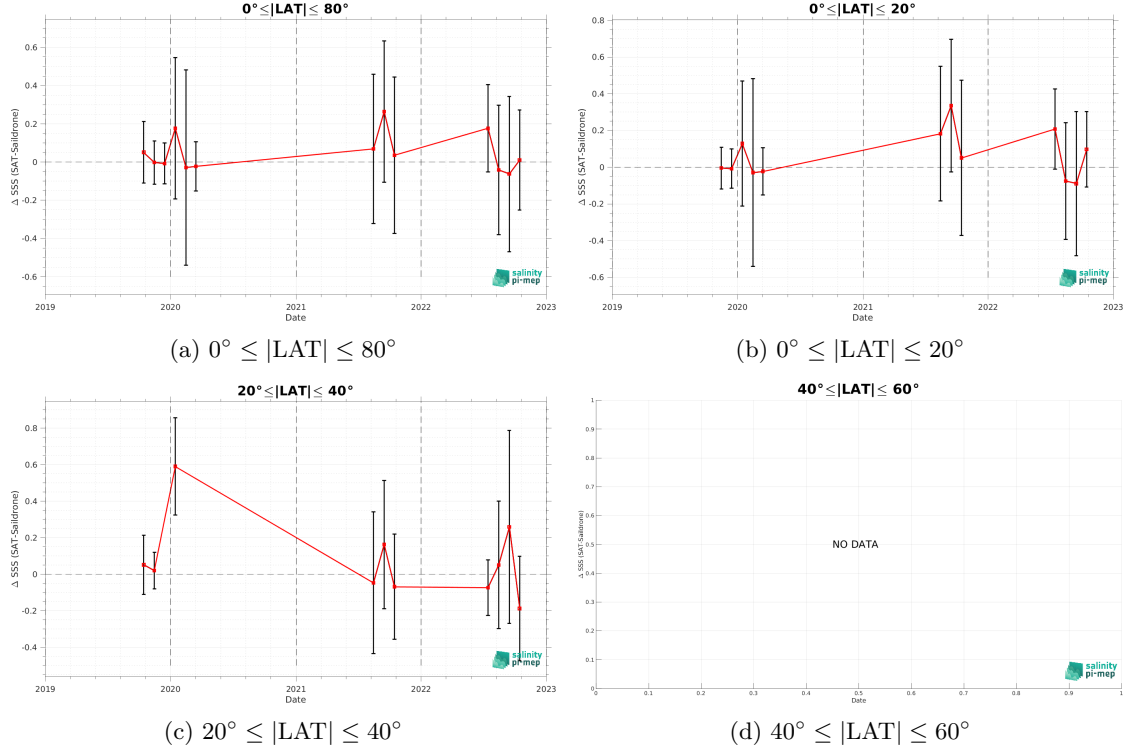 0°≤|LAT|≤ 80°
Δ SSS (SAT-Saildrone)
0.6
0.4
0.2
0
-0.2
-0.4
-0.6
2019 2020 2021 2022 2023
Date
salinity
pi-mep
(a) 0° ≤ |LAT| ≤ 80°
0°≤|LAT|≤ 20°
Δ SSS (SAT-Saildrone)
0.8
0.6
0.4
0.2
0
-0.2
-0.4
-0.6
2019 2020 2021 2022 2023
Date
salinity
pi-mep
(b) 0° ≤ |LAT| ≤ 20°
20°≤|LAT|≤ 40°
Δ SSS (SAT-Saildrone)
0.8
0.6
0.4
0.2
0
-0.2
-0.4
2019 2020 2021 2022 2023
Date
salinity
pi-mep
(c) 20° ≤ |LAT| ≤ 40°
40°≤|LAT|≤ 60°
Δ SSS (SAT-Saildrone)
1
0.9
0.8
0.7
0.6
0.5
0.4
0.3
0.2
0.1
0
NO DATA
0 0.1 0.2 0.3 0.4 0.5 0.6 0.7 0.8 0.9 1
Date
salinity
pi-mep
(d) 40° ≤ |LAT| ≤ 60°